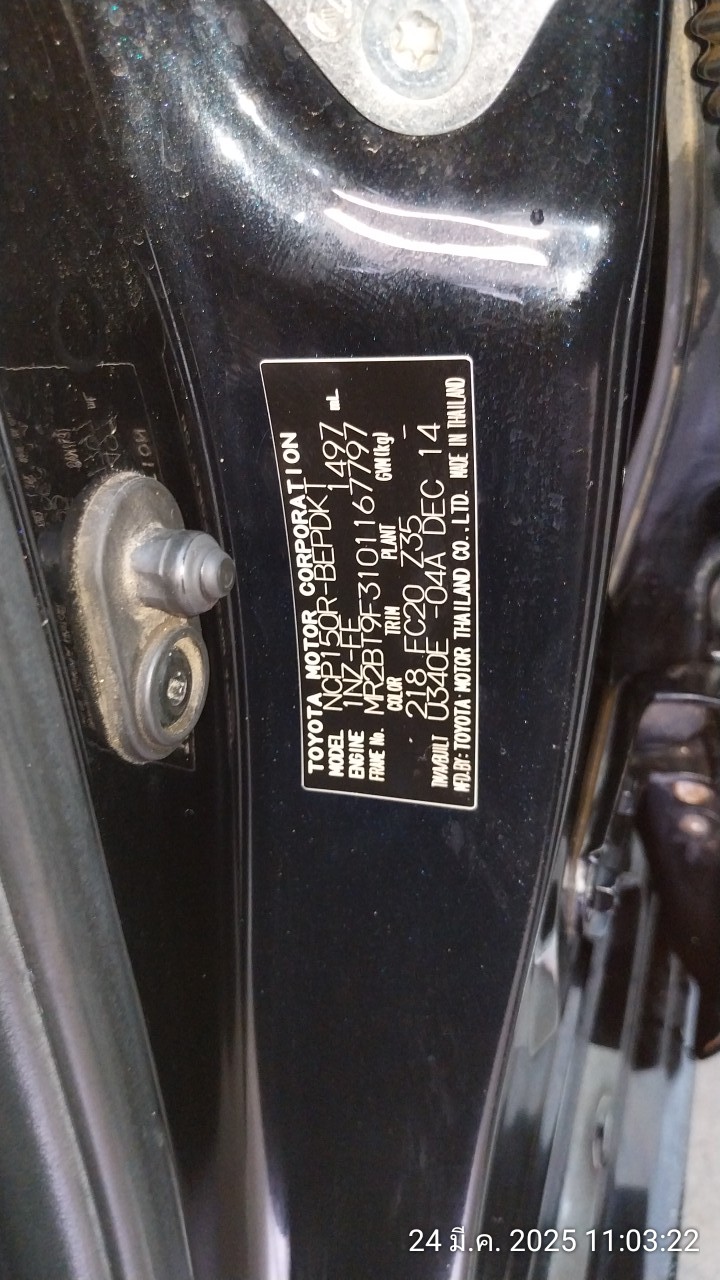 TOYOTA MOTOR CORPORATION
MODEL NCP150R-BEPDKT
ENGINE 1NZ-FE 1497 mL
FRAME No. MR2BT9F3101167797
COLOR TRIM PLANT GVM(kg)
218 FC20 Z35 –
T/M/BUILT U340E -04A DEC 14
MFD.BY: TOYOTA MOTOR THAILAND CO.,LTD. MADE IN THAILAND
24 มี.ค. 2025 11:03:22